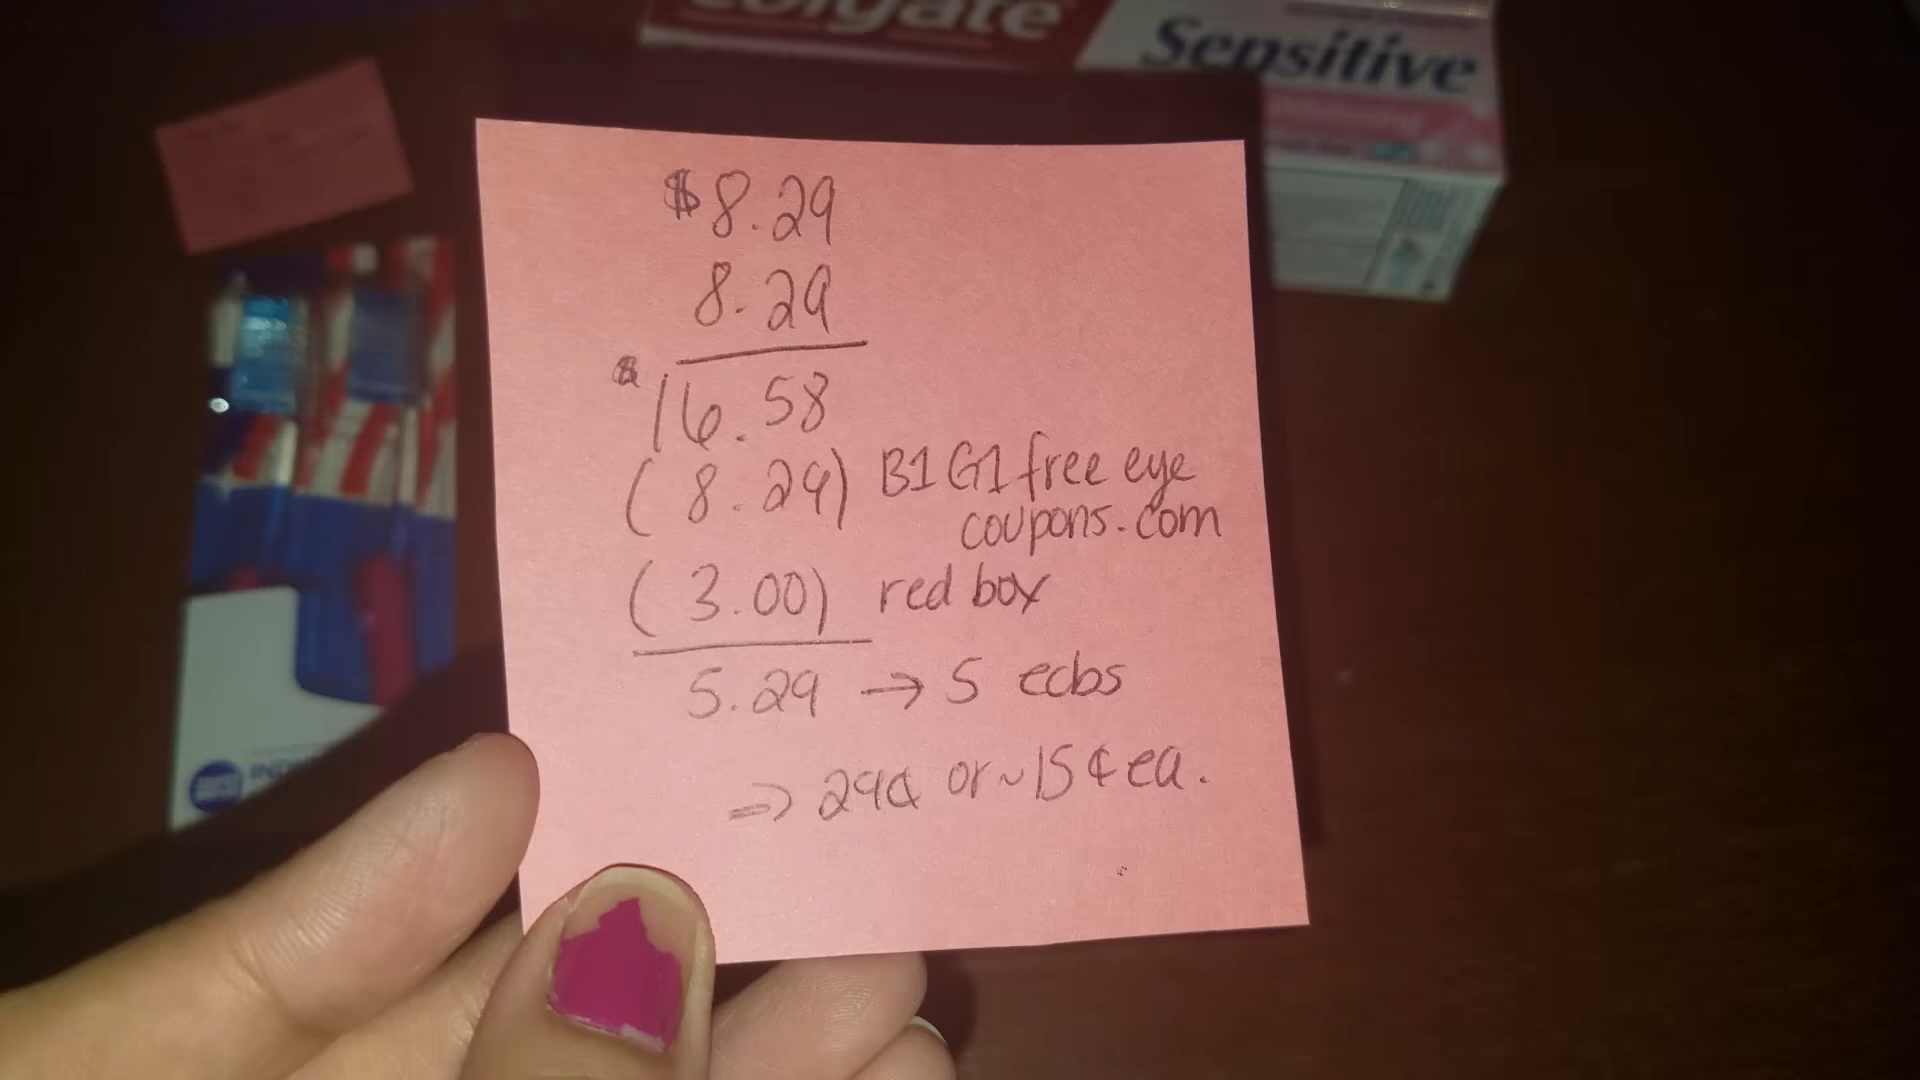 Colgate
Sensitive
$8.29
8.29
$16.58
(8.29) B1G1 free eye
coupons.com
(3.00) red box
5.29 → 5 ecbs
⇒ 29¢ or ~15¢ ea.